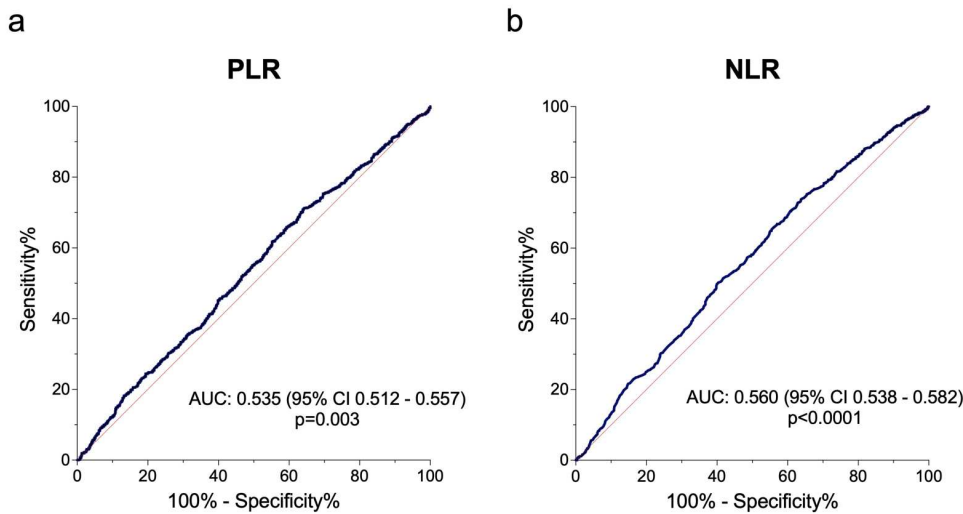 a
PLR
100
80
60
40
20
0
Sensitivity%
AUC: 0.535 (95% CI 0.512 - 0.557)
p=0.003
0 20 40 60 80 100
100% - Specificity%
b
NLR
100
80
60
40
20
0
Sensitivity%
AUC: 0.560 (95% CI 0.538 - 0.582)
p<0.0001
0 20 40 60 80 100
100% - Specificity%